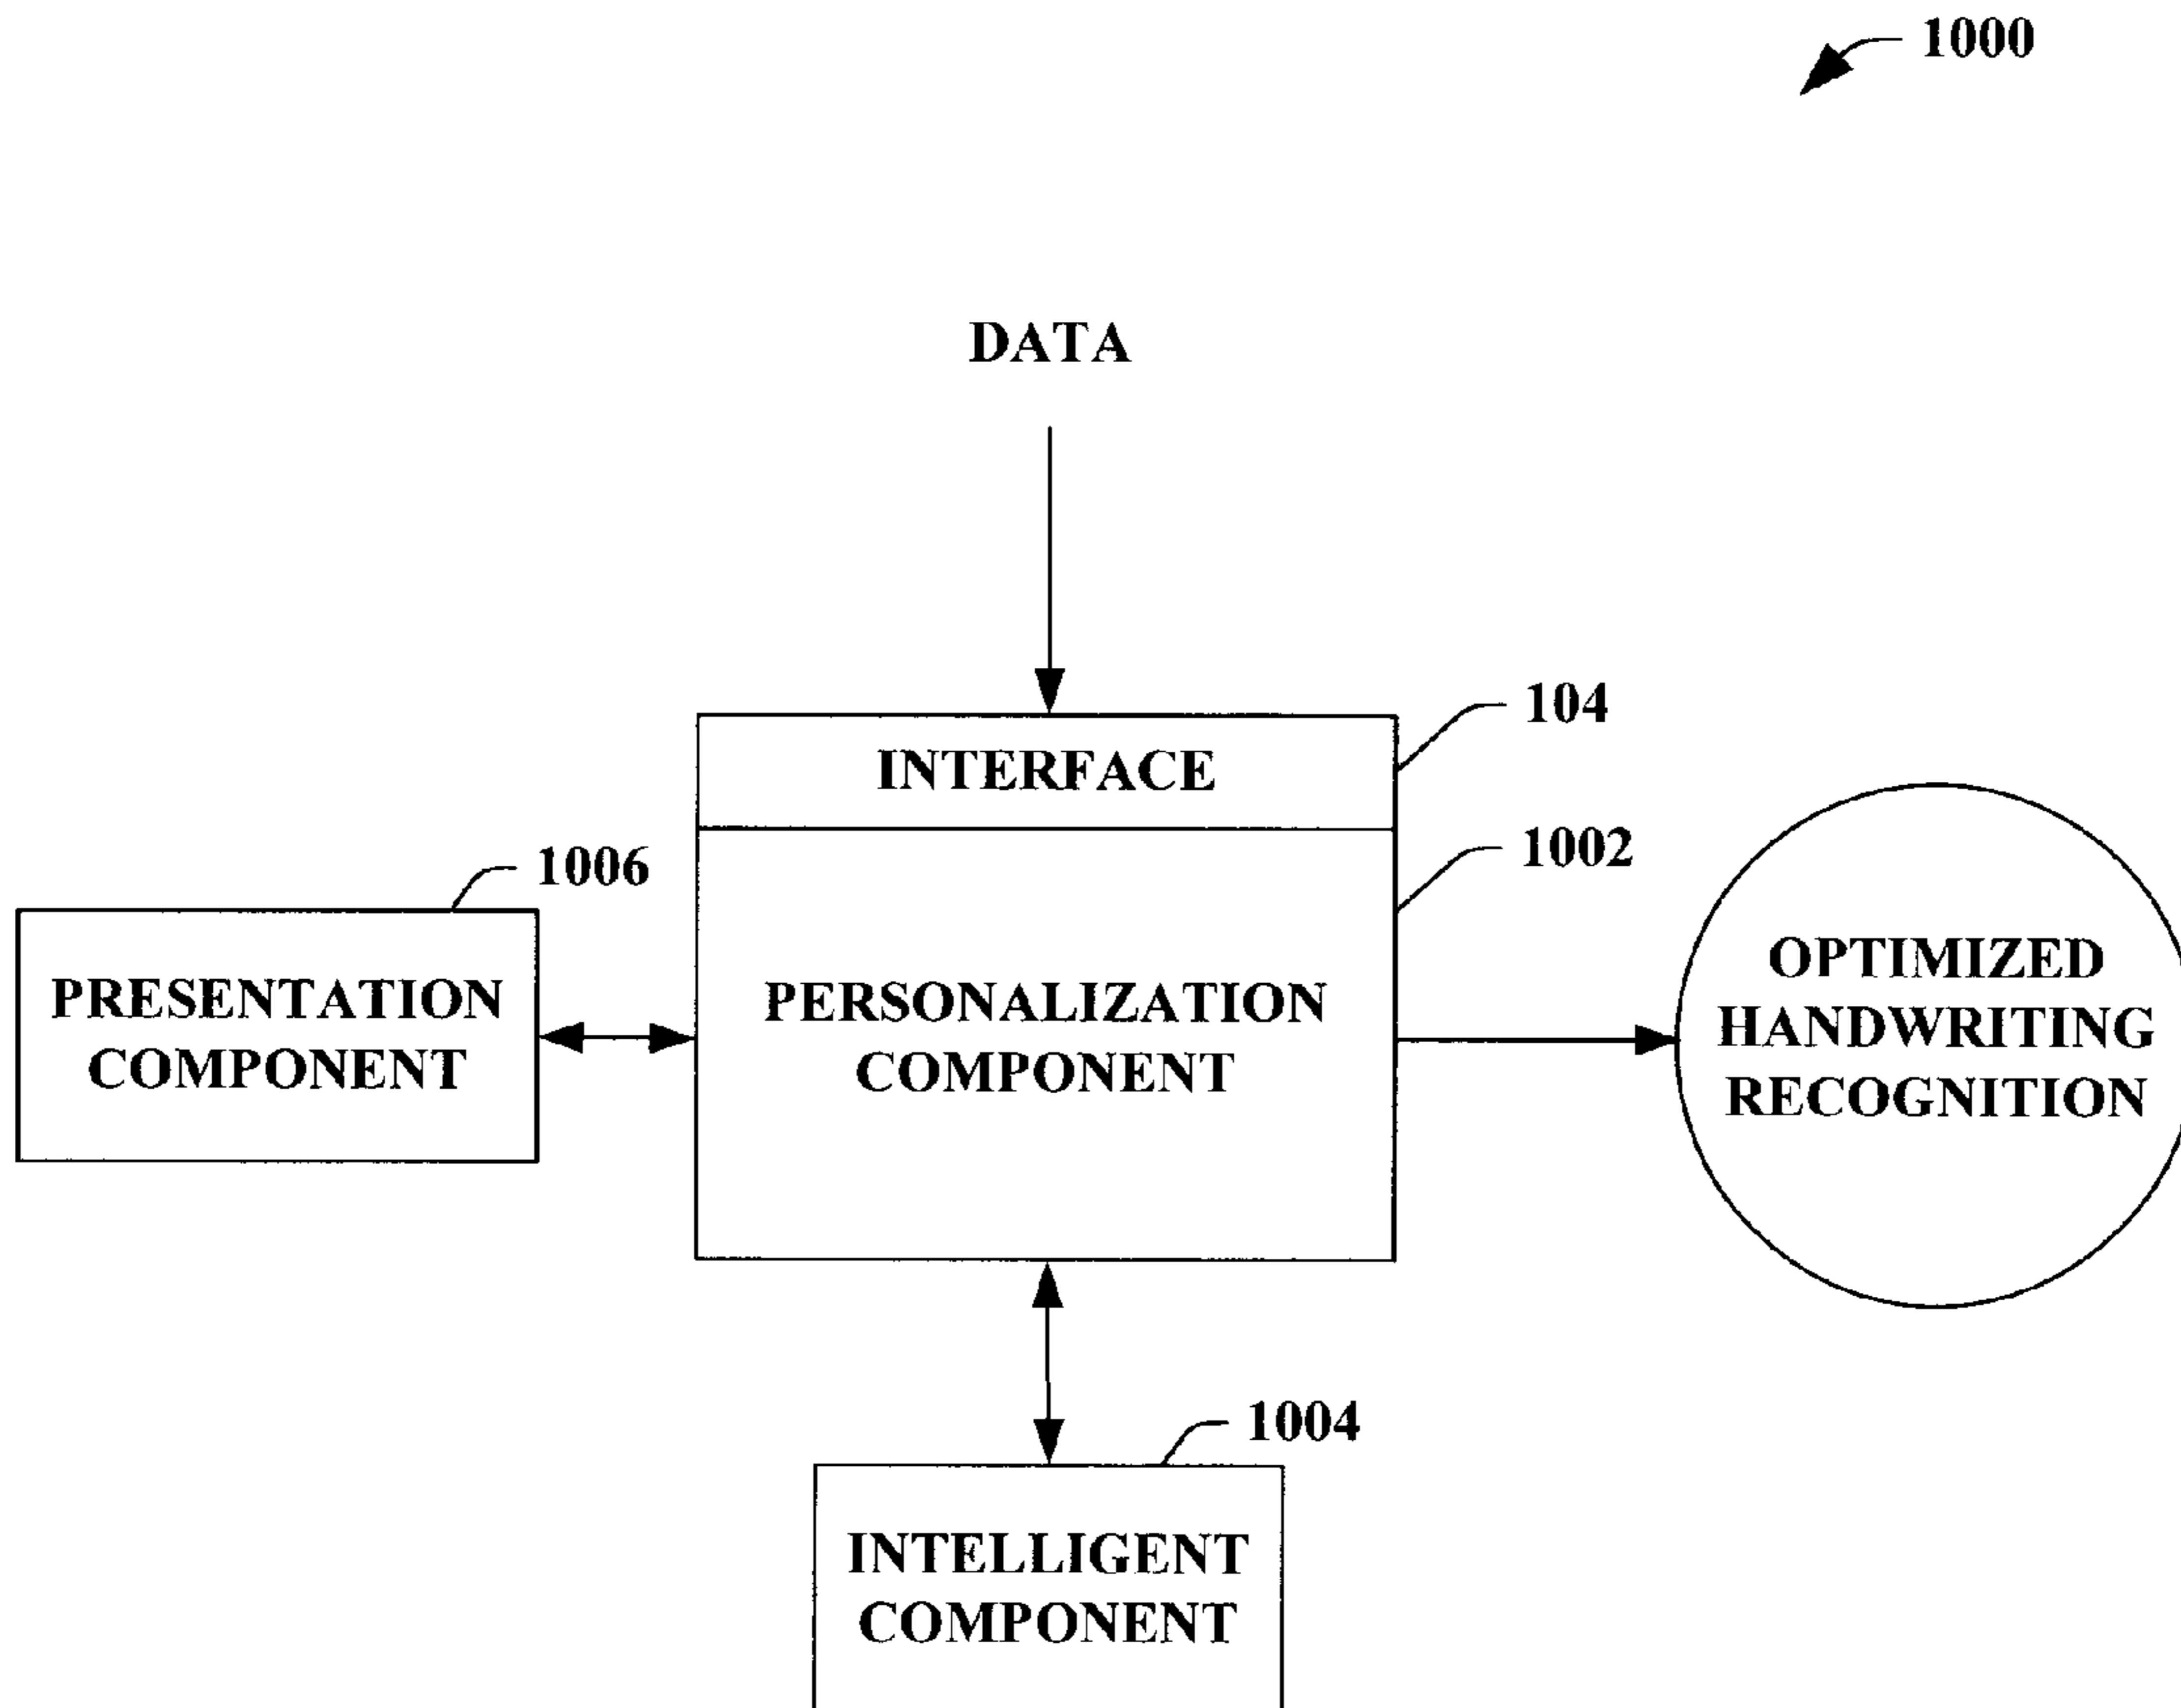 1000
DATA
104
INTERFACE
1002
1006
PRESENTATION
COMPONENT
PERSONALIZATION
COMPONENT
OPTIMIZED
HANDWRITING
RECOGNITION
1004
INTELLIGENT
COMPONENT